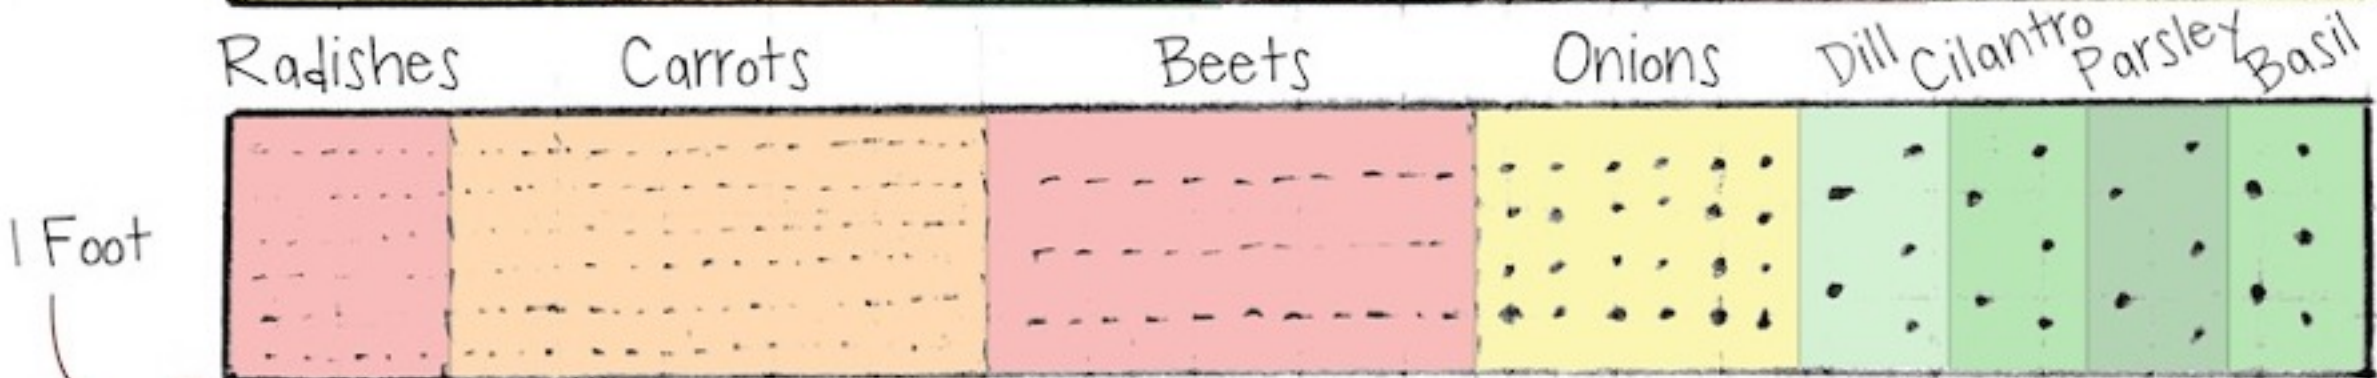 Radishes Carrots Beets Onions Dill Cilantro Parsley Basil
1 Foot